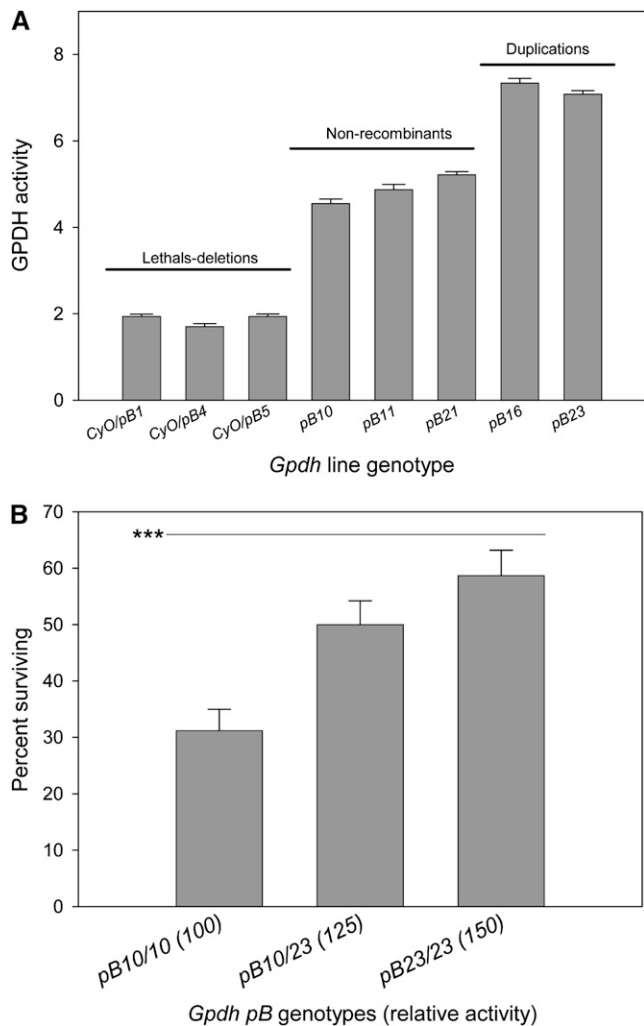 A
8
6
4
2
0
GPDH activity
Lethals-deletions
Non-recombinants
Duplications
CyO/pB1
CyO/pB4
CyO/pB5
pB10
pB11
pB21
pB16
pB23
Gpdh line genotype
B
70
60
50
40
30
20
10
0
Percent surviving
***
pB10/10 (100)
pB10/23 (125)
pB23/23 (150)
Gpdh pB genotypes (relative activity)